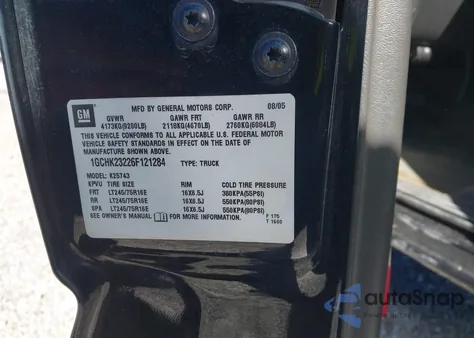 GM
MFD BY GENERAL MOTORS CORP. 08/05
GVWR GAWR FRT GAWR RR
4173KG(9200LB) 2118KG(4670LB) 2760KG(6084LB)
THIS VEHICLE CONFORMS TO ALL APPLICABLE U.S. FEDERAL MOTOR
VEHICLE SAFETY STANDARDS IN EFFECT ON THE DATE OF
MANUFACTURE SHOWN ABOVE.
1GCHK23226F121284 TYPE: TRUCK
MODEL: K25743
KPVU TIRE SIZE RIM COLD TIRE PRESSURE
FRT LT245/75R16E 16X6.5J 380KPA(55PSI)
RR LT245/75R16E 16X6.5J 550KPA(80PSI)
SPA LT245/75R16E 16X6.5J 550KPA(80PSI)
SEE OWNER'S MANUAL FOR MORE INFORMATION.
F 175
T 1600
autoSnap